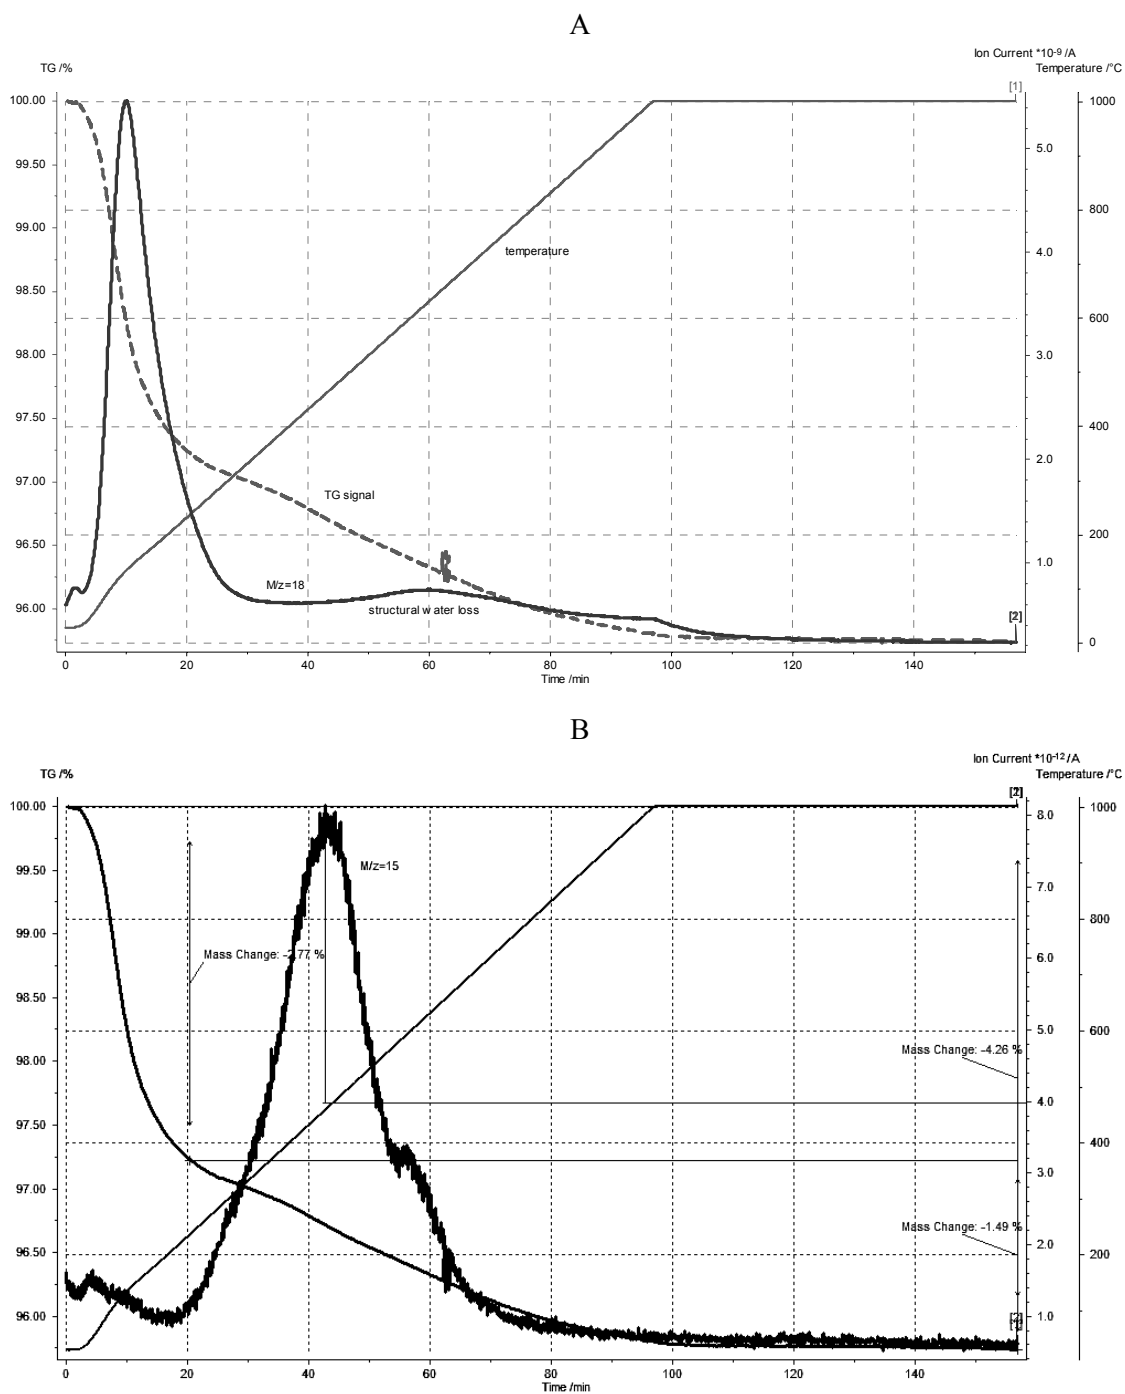 A
Ion Current *10-9 /A
TG /%
Temperature /°C
[1]
100.00
1000
5.0
99.50
99.00
800
4.0
temperature
98.50
600
98.00
3.0
97.50
400
2.0
97.00
TG signal
96.50
200
1.0
M/z=18
structural water loss
96.00
[2]
0
0 20 40 60 80 100 120 140
Time /min
B
Ion Current *10-12 /A
TG /%
Temperature /°C
100.00
1000
8.0
99.50
M/z=15
7.0
99.00
800
Mass Change: -2.77 %
6.0
98.50
5.0
600
98.00
Mass Change: -4.26 %
4.0
97.50
400
3.0
97.00
Mass Change: -1.49 %
2.0
96.50
200
96.00
1.0
0
0 20 40 60 80 100 120 140
Time /min